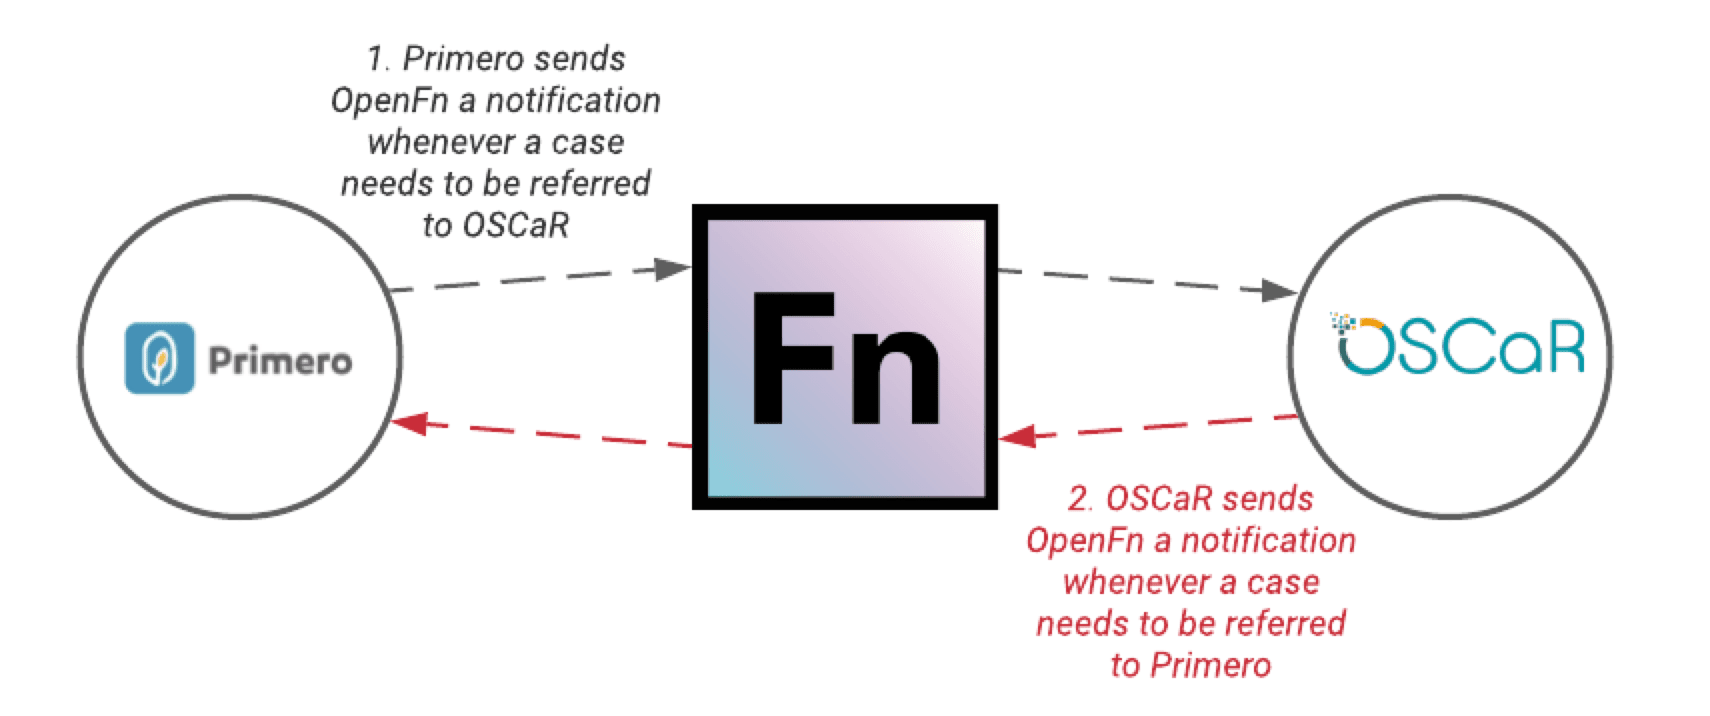 1. Primero sends
OpenFn a notification
whenever a case
needs to be referred
to OSCaR
Primero
Fn
OSCaR
2. OSCaR sends
OpenFn a notification
whenever a case
needs to be referred
to Primero